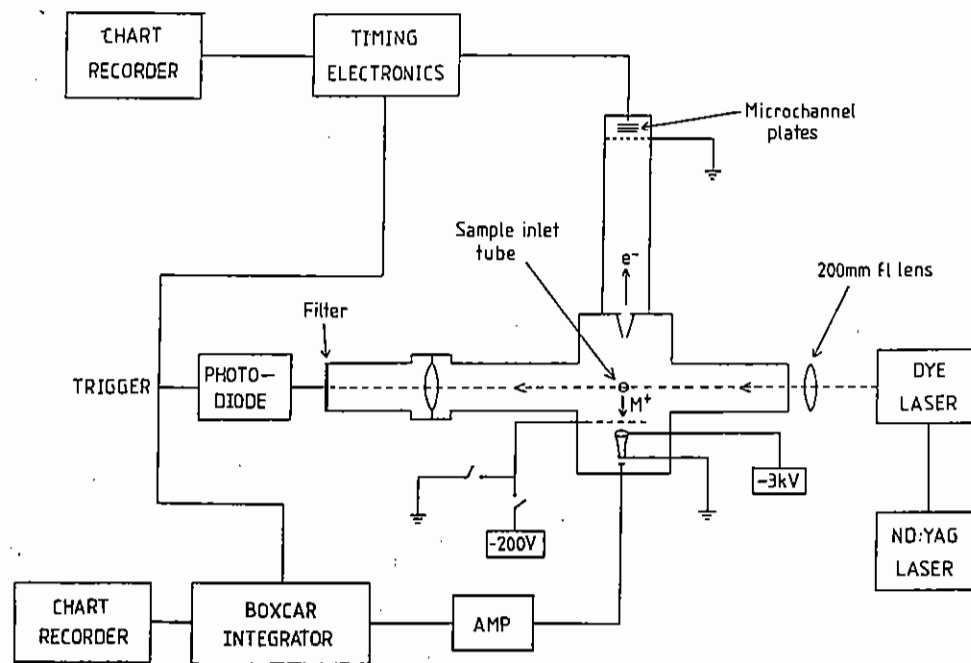 CHART
RECORDER
TIMING
ELECTRONICS
Microchannel
plates
Sample inlet
tube
e⁻
200mm fl lens
Filter
TRIGGER
PHOTO-
DIODE
M⁺
DYE
LASER
-3kV
-200V
ND:YAG
LASER
CHART
RECORDER
BOXCAR
INTEGRATOR
AMP